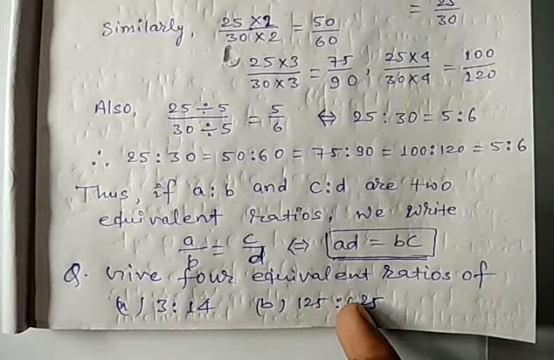 = 25/30
Similarly, 25×2/30×2 = 50/60
25×3/30×3 = 75/90, 25×4/30×4 = 100/120
Also, 25÷5/30÷5 = 5/6 ⇔ 25:30 = 5:6
∴ 25:30 = 50:60 = 75:90 = 100:120 = 5:6
Thus, if a:b and c:d are two
equivalent ratios, we write
a/b = c/d ⇔ ad = bc
Q. Give four equivalent ratios of
(a) 3:14 (b) 125: